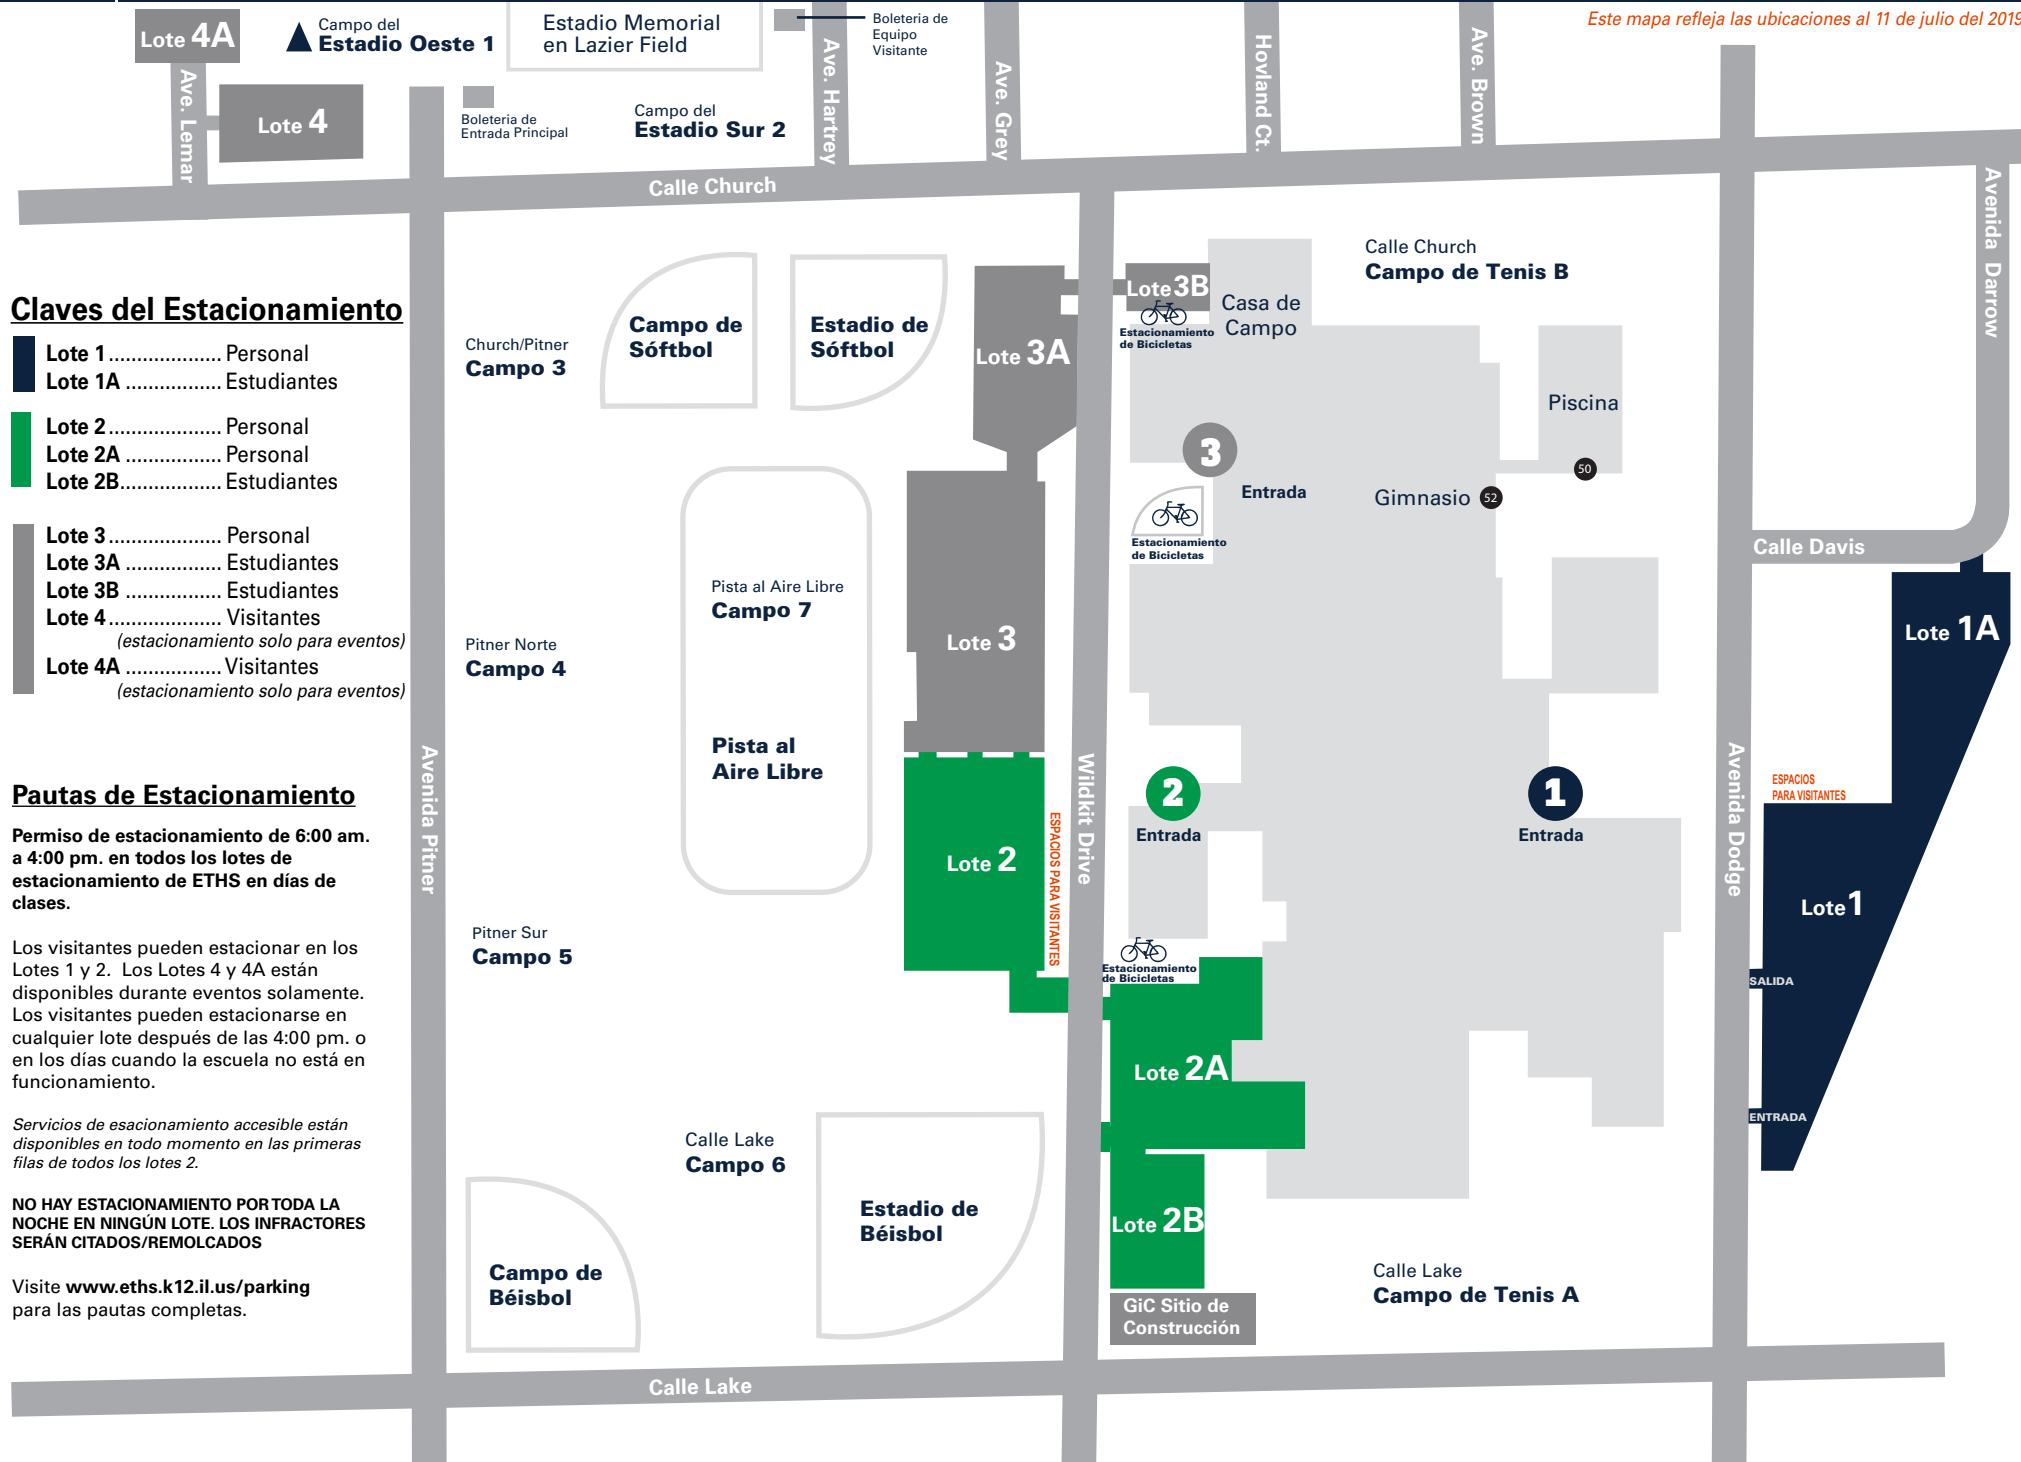 Este mapa refleja las ubicaciones al 11 de julio del 2019
Lote 4A
Campo del
Estadio Oeste 1
Estadio Memorial
en Lazier Field
Boleteria de
Equipo
Visitante
Ave. Lemar
Lote 4
Boleteria de
Entrada Principal
Campo del
Estadio Sur 2
Ave. Hartrey
Ave. Grey
Hovland Ct.
Ave. Brown
Calle Church
Avenida Darrow
Claves del Estacionamiento
Lote 1.................... Personal
Lote 1A ................. Estudiantes
Lote 2.................... Personal
Lote 2A ................. Personal
Lote 2B.................. Estudiantes
Lote 3.................... Personal
Lote 3A ................. Estudiantes
Lote 3B ................. Estudiantes
Lote 4.................... Visitantes
(estacionamiento solo para eventos)
Lote 4A ................. Visitantes
(estacionamiento solo para eventos)
Pautas de Estacionamiento
Permiso de estacionamiento de 6:00 am.
a 4:00 pm. en todos los lotes de
estacionamiento de ETHS en días de
clases.
Los visitantes pueden estacionar en los
Lotes 1 y 2.  Los Lotes 4 y 4A están
disponibles durante eventos solamente.
Los visitantes pueden estacionarse en
cualquier lote después de las 4:00 pm. o
en los días cuando la escuela no está en
funcionamiento.
Servicios de esacionamiento accesible están
disponibles en todo momento en las primeras
filas de todos los lotes 2.
NO HAY ESTACIONAMIENTO POR TODA LA
NOCHE EN NINGÚN LOTE. LOS INFRACTORES
SERÁN CITADOS/REMOLCADOS
Visite www.eths.k12.il.us/parking
para las pautas completas.
Avenida Pitner
Church/Pitner
Campo 3
Campo de
Sóftbol
Estadio de
Sóftbol
Lote 3A
Lote 3B
Estacionamiento
de Bicicletas
Casa de
Campo
Calle Church
Campo de Tenis B
Piscina
50
Gimnasio 52
3
Entrada
Estacionamiento
de Bicicletas
Pista al Aire Libre
Campo 7
Pitner Norte
Campo 4
Lote 3
Pista al
Aire Libre
Calle Davis
Lote 1A
Wildkit Drive
Avenida Dodge
ESPACIOS
PARA VISITANTES
2
Entrada
1
Entrada
Lote 2
ESPACIOS PARA VISITANTES
Lote 1
Pitner Sur
Campo 5
Estacionamiento
de Bicicletas
SALIDA
Lote 2A
ENTRADA
Calle Lake
Campo 6
Estadio de
Béisbol
Lote 2B
Campo de
Béisbol
Calle Lake
Campo de Tenis A
GiC Sitio de
Construcción
Calle Lake